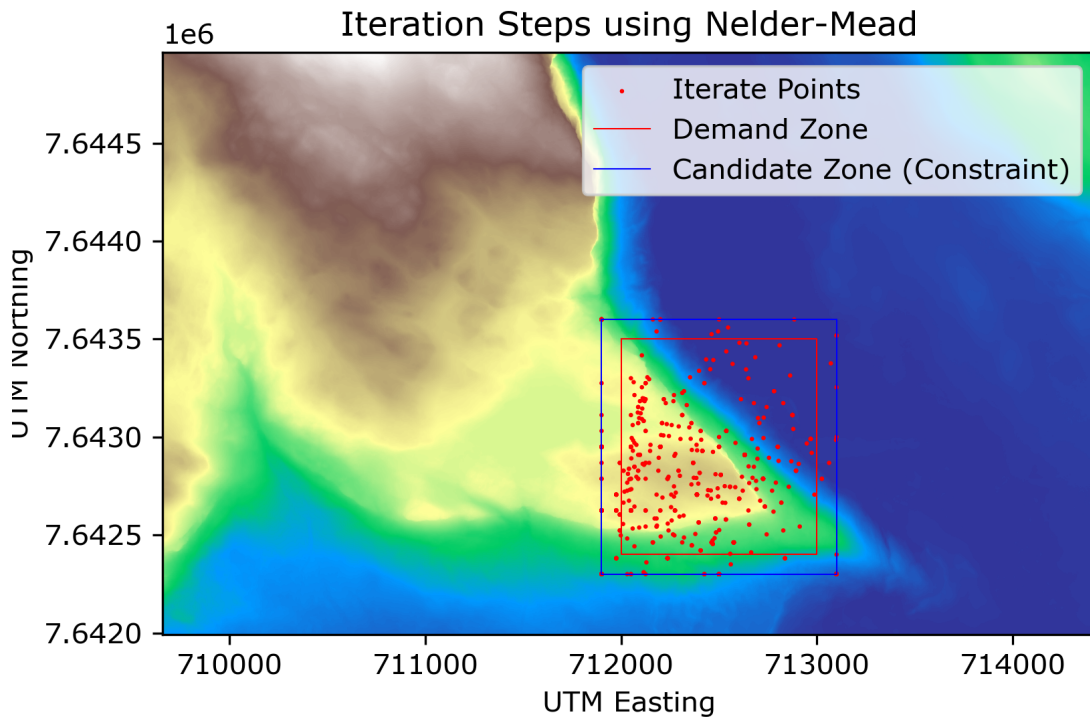 Iteration Steps using Nelder-Mead
1e6
Iterate Points
Demand Zone
Candidate Zone (Constraint)
7.6445
7.6440
7.6435
7.6430
7.6425
7.6420
UTM Northing
710000
711000
712000
713000
714000
UTM Easting